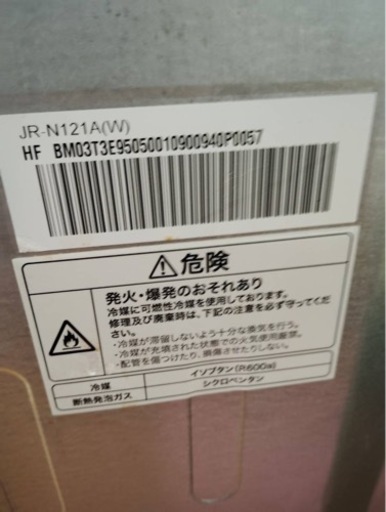 JR-N121A(W)
HF BM03T3E95050010900940P0057
⚠危険
発火・爆発のおそれあり
冷媒に可燃性冷媒を使用しております。
修理及び廃棄時は、下記の注意を必ず守ってくだ
さい。
・冷媒が滞留しないよう十分な換気を行う。
・冷媒が充填された状態での火気使用厳禁。
・配管を傷つけたり、損傷させたりしない。
冷媒 イソブタン(R600a)
断熱発泡ガス シクロペンタン